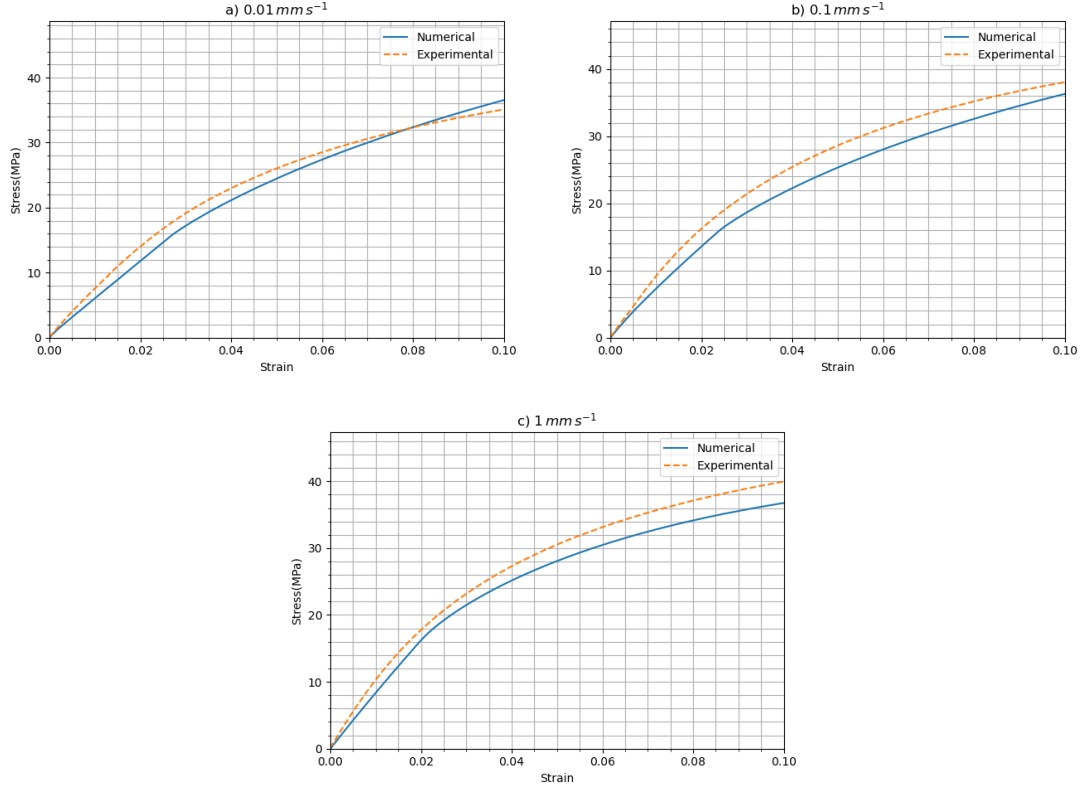 a) 0.01 mm s⁻¹
Numerical
Experimental
Stress(MPa)
40
30
20
10
0
0.00 0.02 0.04 0.06 0.08 0.10
Strain
b) 0.1 mm s⁻¹
Numerical
Experimental
Stress(MPa)
40
30
20
10
0
0.00 0.02 0.04 0.06 0.08 0.10
Strain
c) 1 mm s⁻¹
Numerical
Experimental
Stress(MPa)
40
30
20
10
0
0.00 0.02 0.04 0.06 0.08 0.10
Strain